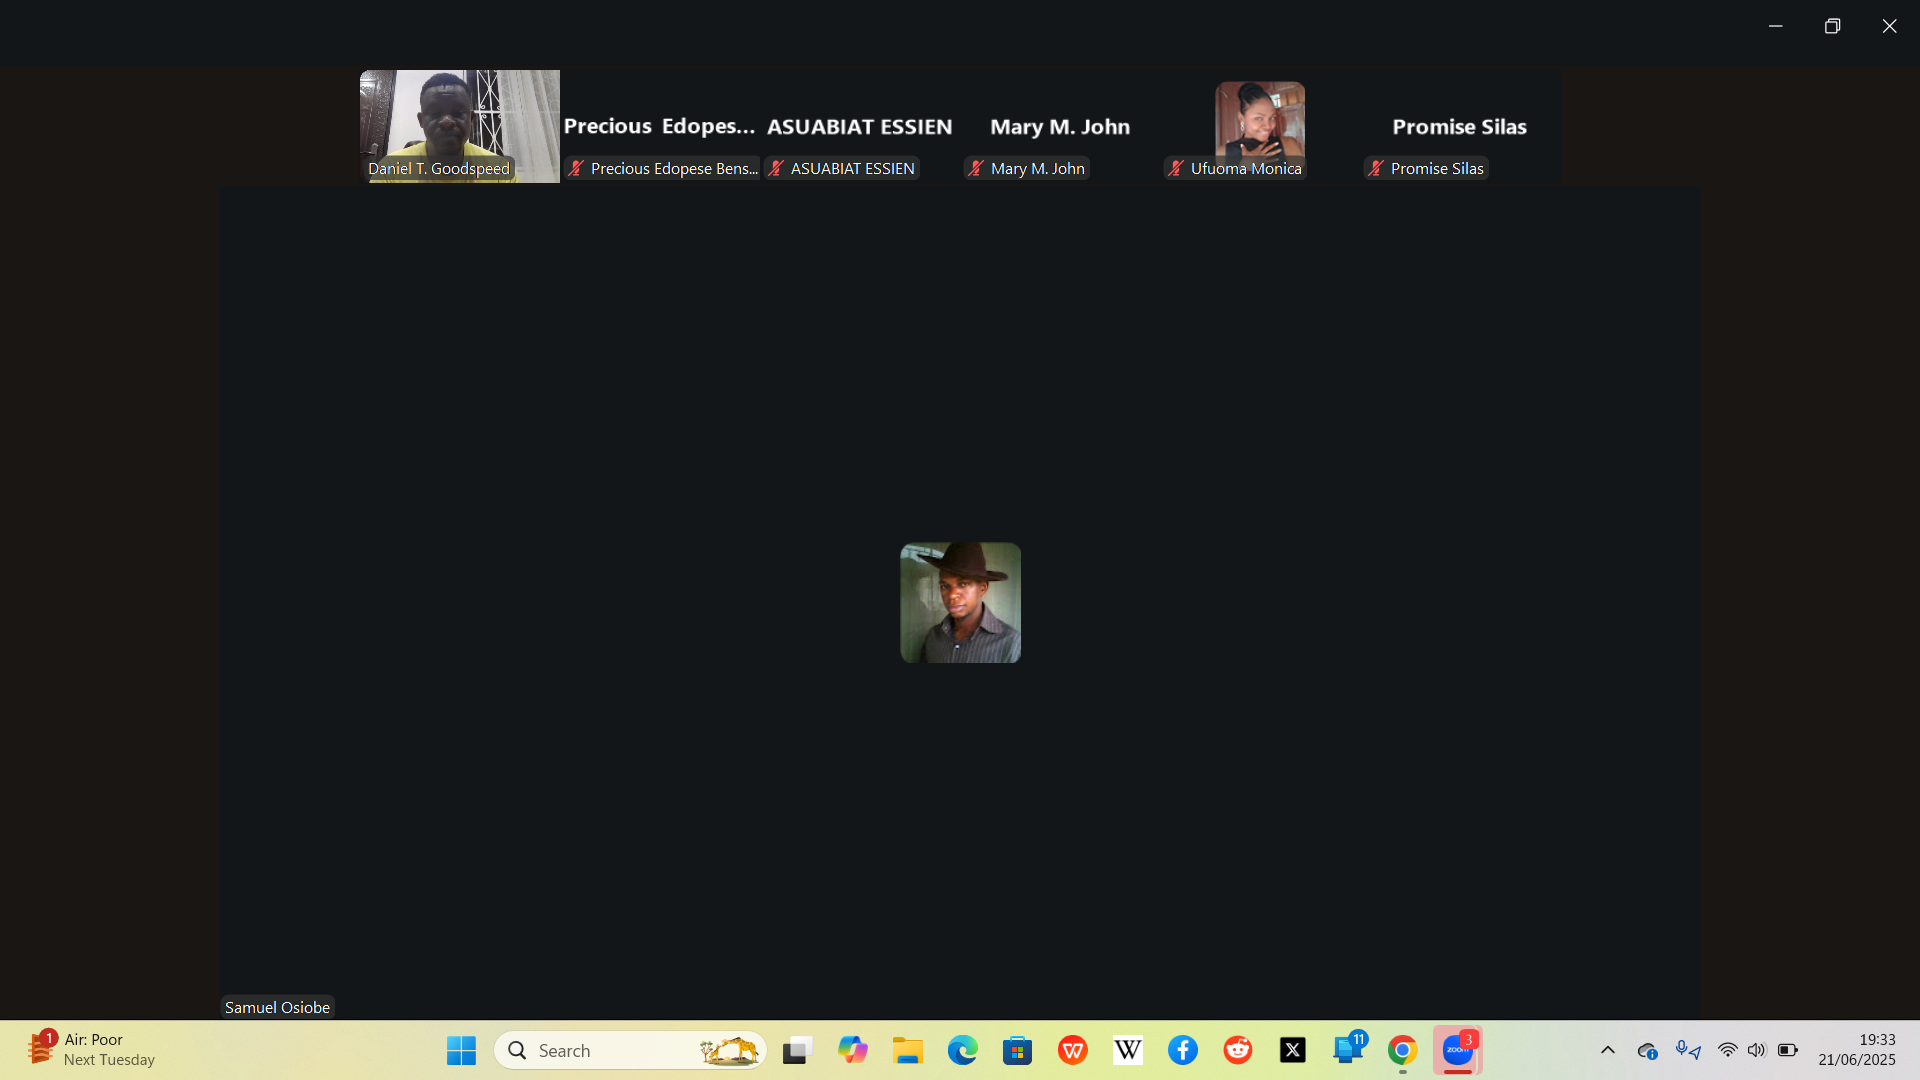 Precious Edopes... ASUABIAT ESSIEN Mary M. John Promise Silas
Daniel T. Goodspeed Precious Edopese Bens... ASUABIAT ESSIEN Mary M. John Ufuoma Monica Promise Silas
Samuel Osiobe
1 Air: Poor
Next Tuesday
Search
W
W
X
11
zoom 3
19:33
21/06/2025